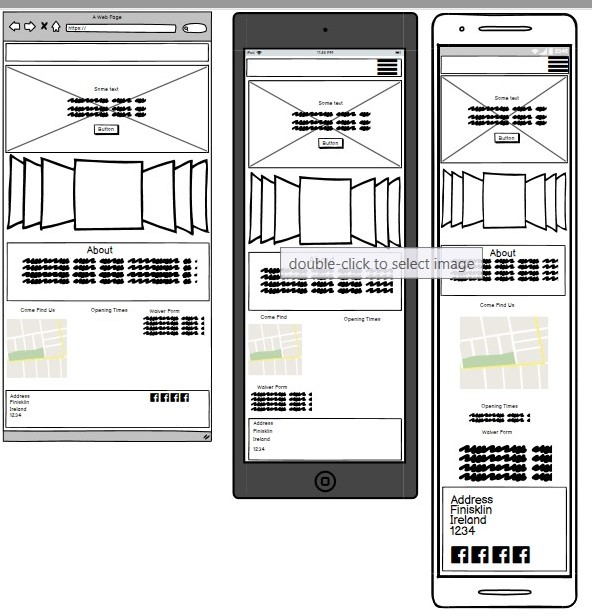 A Web Page
https://
Some text
Button
About
Come Find Us
Opening Times
Waiver Form
Address
Finisklin
Ireland
1234
iPad
11:45 PM
Some text
Button
double-click to select image
Come Find
Opening Times
Waiver Form
Address
Finisklin
Ireland
1234
Some text
Button
About
Come Find Us
Opening Times
Waiver Form
Address
Finisklin
Ireland
1234